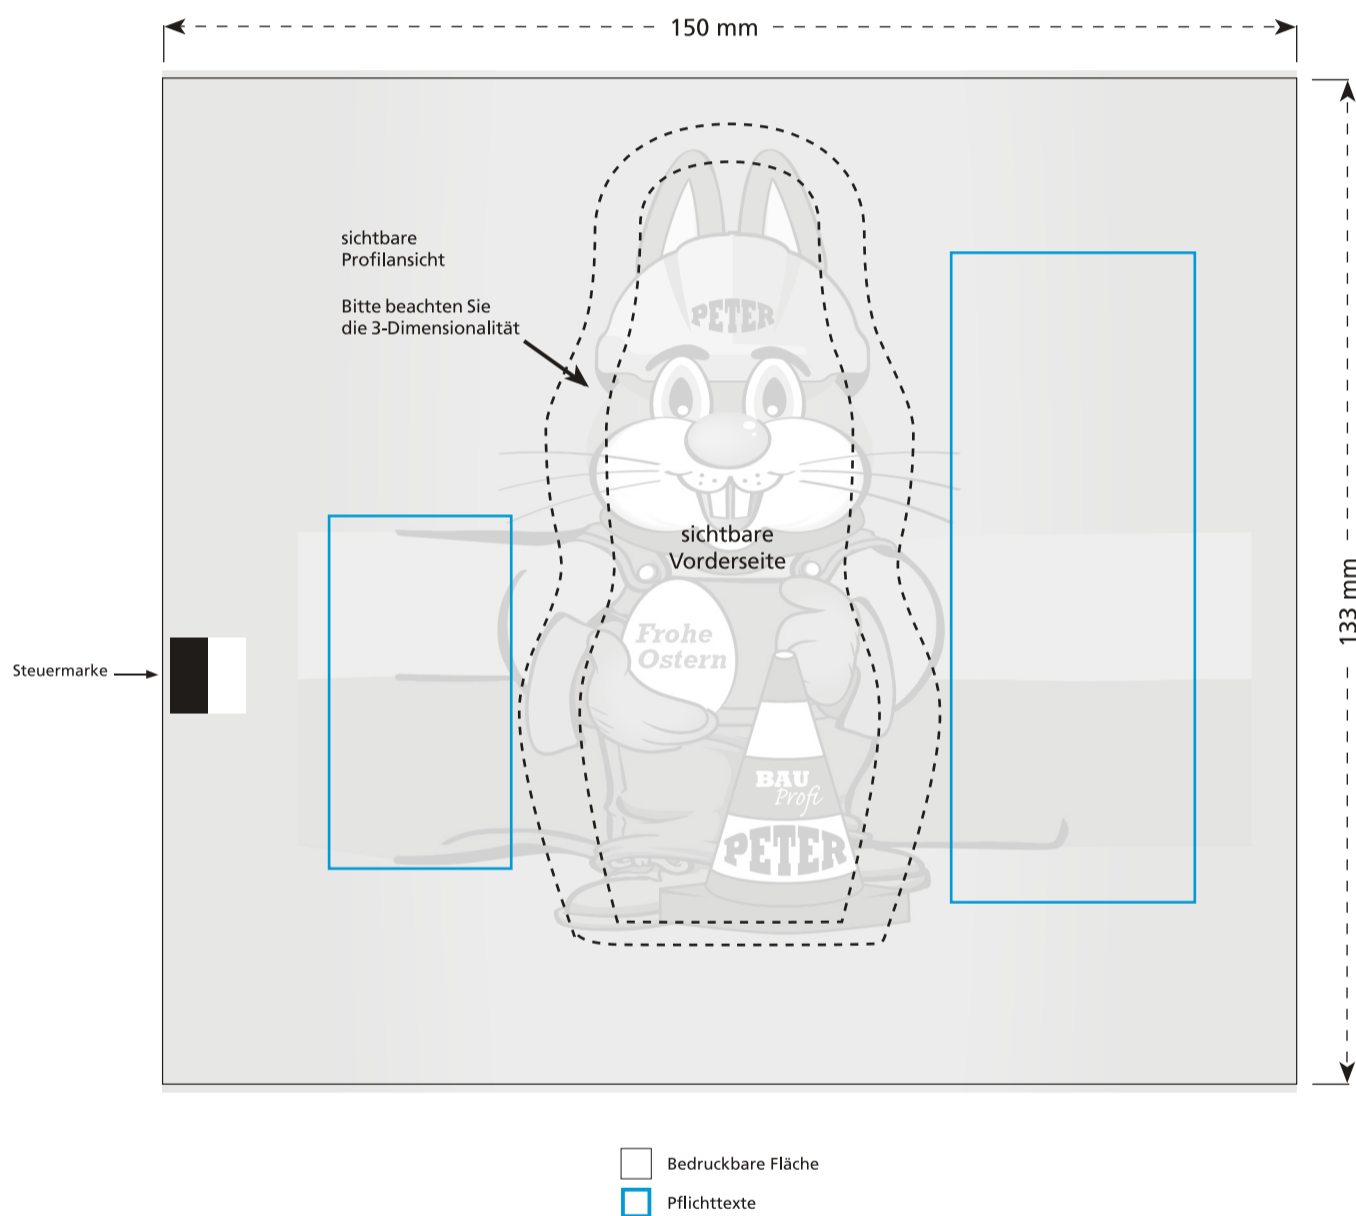 150 mm
sichtbare
Profilansicht
Bitte beachten Sie
die 3-Dimensionalität
PETER
sichtbare
Vorderseite
133 mm
Frohe
Ostern
Steuermarke
BAU
Profi
PETER
Bedruckbare Fläche
Pflichttexte